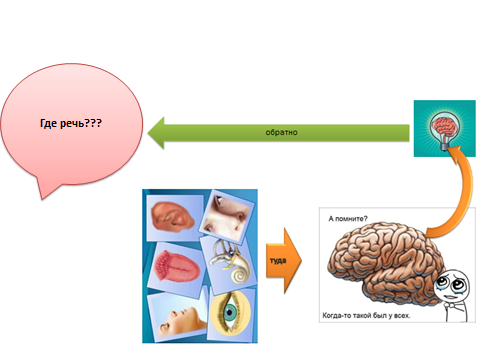 Где речь???
обратно
туда
А помните?
Когда-то такой был у всех.